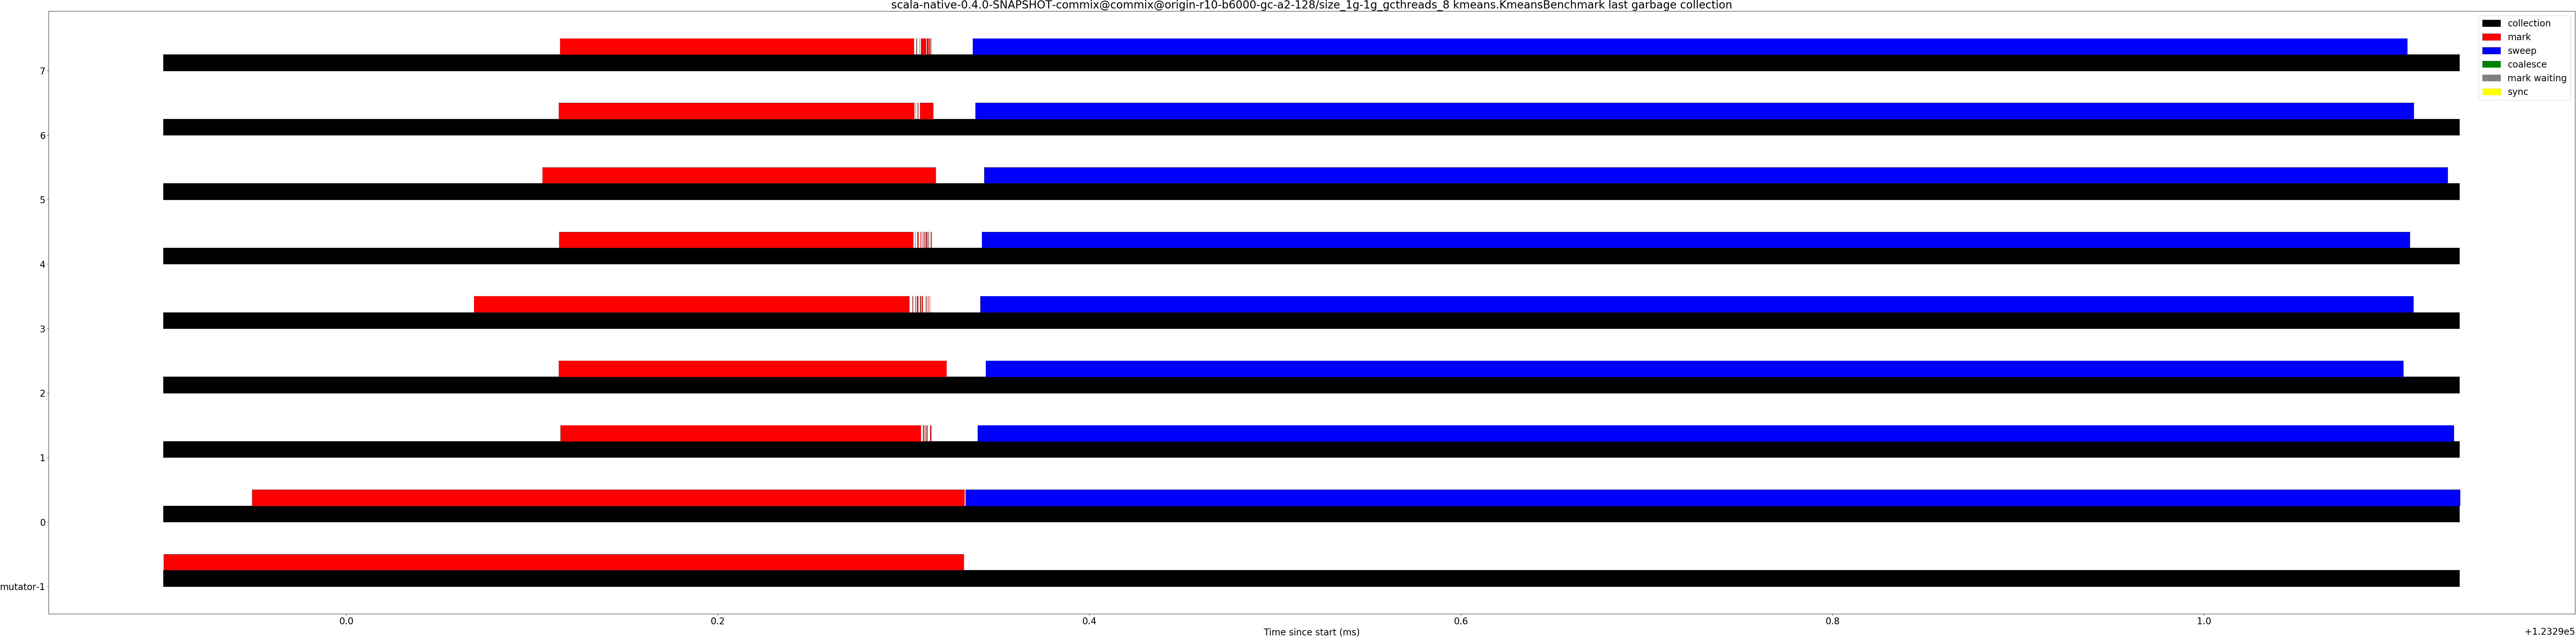 scala-native-0.4.0-SNAPSHOT-commix@commix@origin-r10-b6000-gc-a2-128/size_1g-1g_gcthreads_8 kmeans.KmeansBenchmark last garbage collection
collection
mark
sweep
coalesce
mark waiting
sync
7
6
5
4
3
2
1
0
mutator-1
0.0 0.2 0.4 0.6 0.8 1.0
Time since start (ms)
+1.2329e5